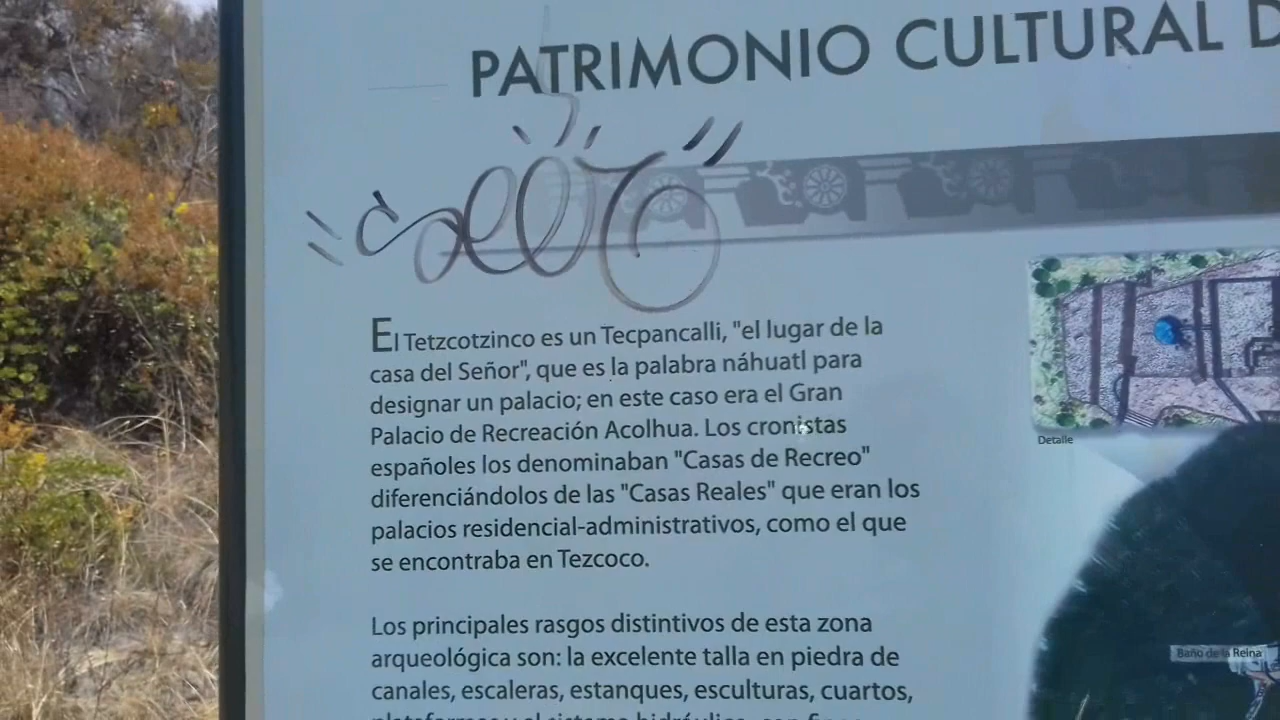 PATRIMONIO CULTURAL D
El Tetzcotzinco es un Tecpancalli, "el lugar de la
casa del Señor", que es la palabra náhuatl para
designar un palacio; en este caso era el Gran
Palacio de Recreación Acolhua. Los cronistas
españoles los denominaban "Casas de Recreo"
diferenciándolos de las "Casas Reales" que eran los
palacios residencial-administrativos, como el que
se encontraba en Tezcoco.
Los principales rasgos distintivos de esta zona
arqueológica son: la excelente talla en piedra de
canales, escaleras, estanques, esculturas, cuartos,
Detalle
Baño de la Reina